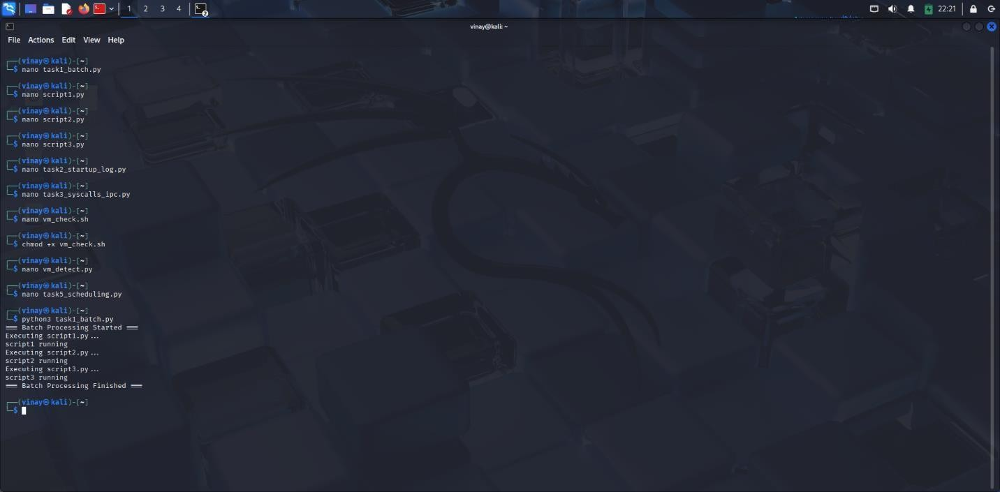 1 2 3 4 2 22:21
vinay@kali: ~
File Actions Edit View Help
┌──(vinay㉿kali)-[~]
└─$ nano task1_batch.py
┌──(vinay㉿kali)-[~]
└─$ nano script1.py
┌──(vinay㉿kali)-[~]
└─$ nano script2.py
┌──(vinay㉿kali)-[~]
└─$ nano script3.py
┌──(vinay㉿kali)-[~]
└─$ nano task2_startup_log.py
┌──(vinay㉿kali)-[~]
└─$ nano task3_syscalls_ipc.py
┌──(vinay㉿kali)-[~]
└─$ nano vm_check.sh
┌──(vinay㉿kali)-[~]
└─$ chmod +x vm_check.sh
┌──(vinay㉿kali)-[~]
└─$ nano vm_detect.py
┌──(vinay㉿kali)-[~]
└─$ nano task5_scheduling.py
┌──(vinay㉿kali)-[~]
└─$ python3 task1_batch.py
=== Batch Processing Started ===
Executing script1.py...
script1 running
Executing script2.py...
script2 running
Executing script3.py...
script3 running
=== Batch Processing Finished ===
┌──(vinay㉿kali)-[~]
└─$